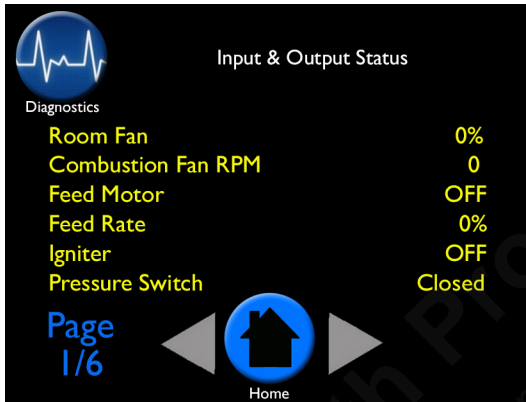 Input & Output Status
Diagnostics
Room Fan 0%
Combustion Fan RPM 0
Feed Motor OFF
Feed Rate 0%
Igniter OFF
Pressure Switch Closed
Page
1/6
Home